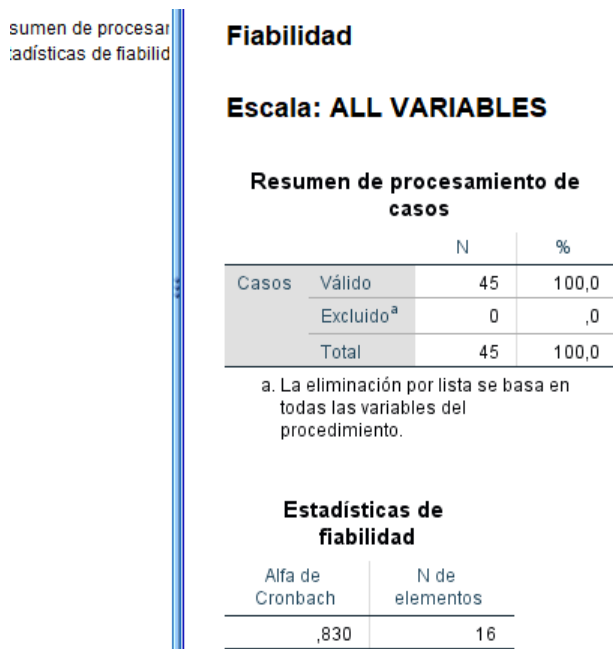 sumen de procesar
tadísticas de fiabilid
Fiabilidad
Escala: ALL VARIABLES
Resumen de procesamiento de
casos
N %
Casos Válido 45 100,0
Excluidoª 0 ,0
Total 45 100,0
a. La eliminación por lista se basa en
todas las variables del
procedimiento.
Estadísticas de
fiabilidad
Alfa de N de
Cronbach elementos
,830 16